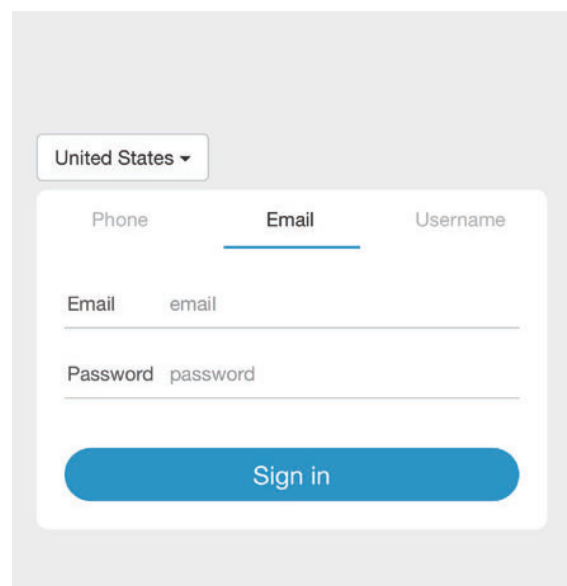 United States
Phone Email Username
Email email
Password password
Sign in